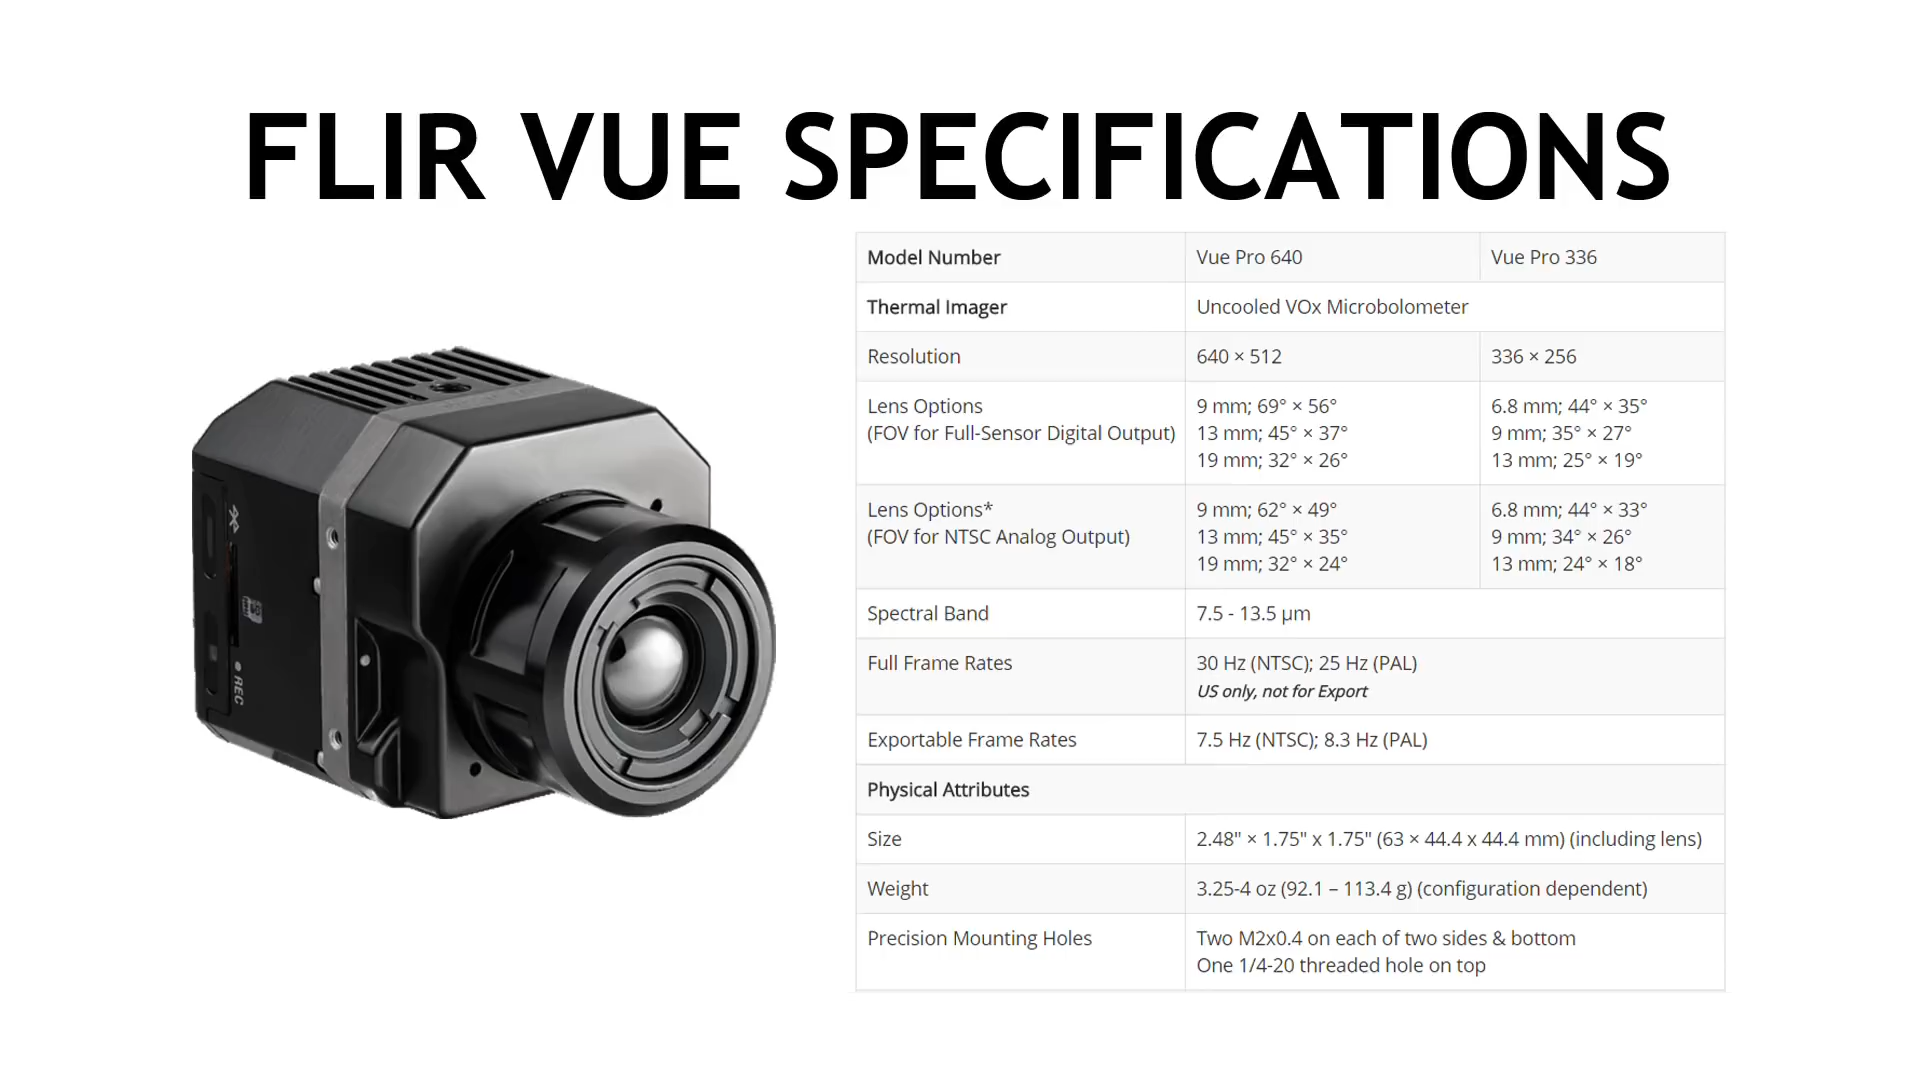 FLIR VUE SPECIFICATIONS
Model Number Vue Pro 640 Vue Pro 336
Thermal Imager Uncooled VOx Microbolometer
Resolution 640 × 512 336 × 256
Lens Options 9 mm; 69° × 56° 6.8 mm; 44° × 35°
(FOV for Full-Sensor Digital Output) 13 mm; 45° × 37° 9 mm; 35° × 27°
19 mm; 32° × 26° 13 mm; 25° × 19°
Lens Options* 9 mm; 62° × 49° 6.8 mm; 44° × 33°
(FOV for NTSC Analog Output) 13 mm; 45° × 35° 9 mm; 34° × 26°
19 mm; 32° × 24° 13 mm; 24° × 18°
Spectral Band 7.5 - 13.5 μm
Full Frame Rates 30 Hz (NTSC); 25 Hz (PAL)
US only, not for Export
Exportable Frame Rates 7.5 Hz (NTSC); 8.3 Hz (PAL)
Physical Attributes
Size 2.48" × 1.75" x 1.75" (63 × 44.4 x 44.4 mm) (including lens)
Weight 3.25-4 oz (92.1 – 113.4 g) (configuration dependent)
Precision Mounting Holes Two M2x0.4 on each of two sides & bottom
One 1/4-20 threaded hole on top
REC